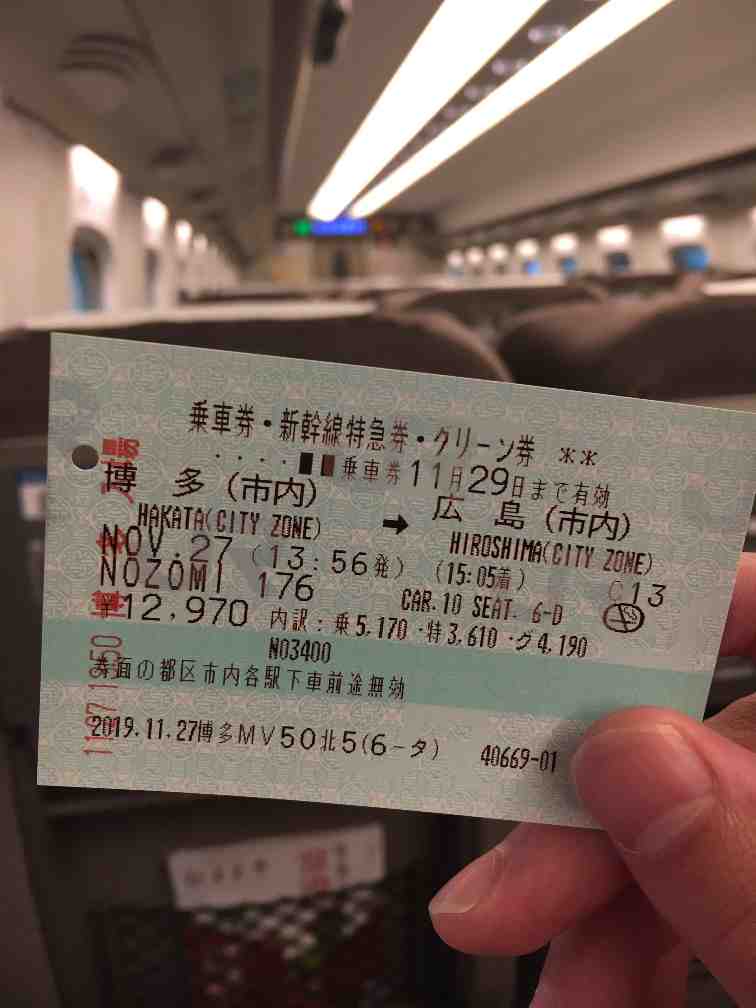 乗車券・新幹線特急券・グリーン券 **
・・・・■■乗車券11月29日まで有効
博 多 (市内) ➡ 広 島 (市内)
HAKATA(CITY ZONE) HIROSHIMA(CITY ZONE)
NOV.27 (13:56発) (15:05着) C13
NOZOMI 176 CAR.10 SEAT. 6-D
¥12,970 内訳:乗5,170・特3,610・グ4,190
NO3400
券面の都区市内各駅下車前途無効
2019.11.27博多MV50北5(6-タ) 40669-01